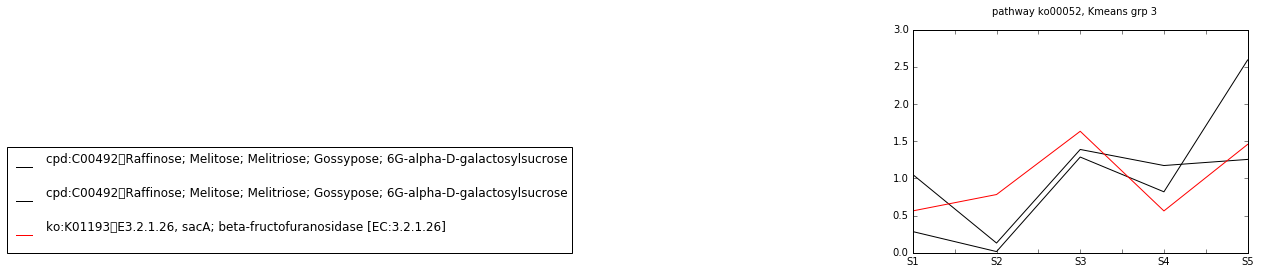 pathway ko00052, Kmeans grp 3
3.0
2.5
2.0
1.5
1.0
0.5
0.0
S1 S2 S3 S4 S5
cpd:C00492▯Raffinose; Melitose; Melitriose; Gossypose; 6G-alpha-D-galactosylsucrose
cpd:C00492▯Raffinose; Melitose; Melitriose; Gossypose; 6G-alpha-D-galactosylsucrose
ko:K01193▯E3.2.1.26, sacA; beta-fructofuranosidase [EC:3.2.1.26]